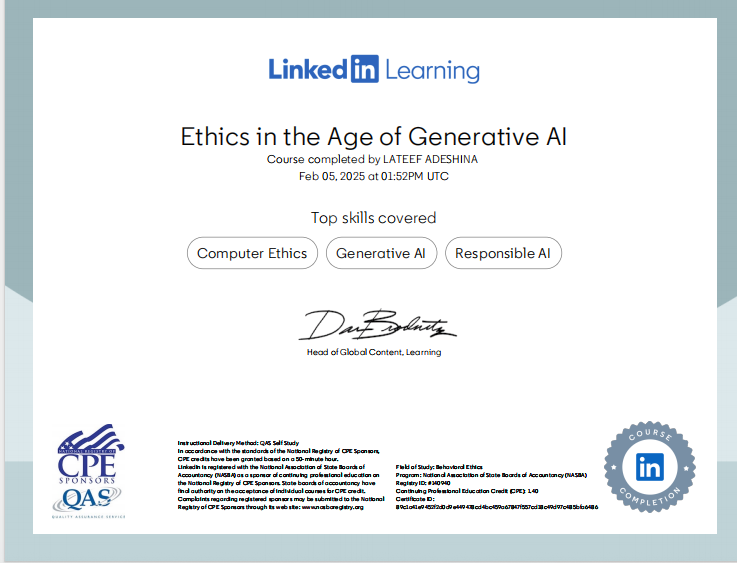 Linked in Learning
Ethics in the Age of Generative AI
Course completed by LATEEF ADESHINA
Feb 05, 2025 at 01:52PM UTC
Top skills covered
Computer Ethics
Generative AI
Responsible AI
Head of Global Content, Learning
NATIONAL REGISTRY OF
CPE
SPONSORS
QAS
QUALITY ASSURANCE SERVICE
Instructional Delivery Method: QAS Self Study
In accordance with the standards of the National Registry of CPE Sponsors,
CPE credits have been granted based on a 50-minute hour.
LinkedIn is registered with the National Association of State Boards of
Accountancy (NASBA) as a sponsor of continuing professional education on
the National Registry of CPE Sponsors. State boards of accountancy have
final authority on the acceptance of individual courses for CPE credit.
Complaints regarding registered sponsors may be submitted to the National
Registry of CPE Sponsors through its web site: www.nasbaregistry.org
Field of Study: Behavioral Ethics
Program: National Association of State Boards of Accountancy (NASBA)
Registry ID: #140940
Continuing Professional Education Credit (CPE): 1.40
Certificate ID:
COURSE
in
COMPLETION